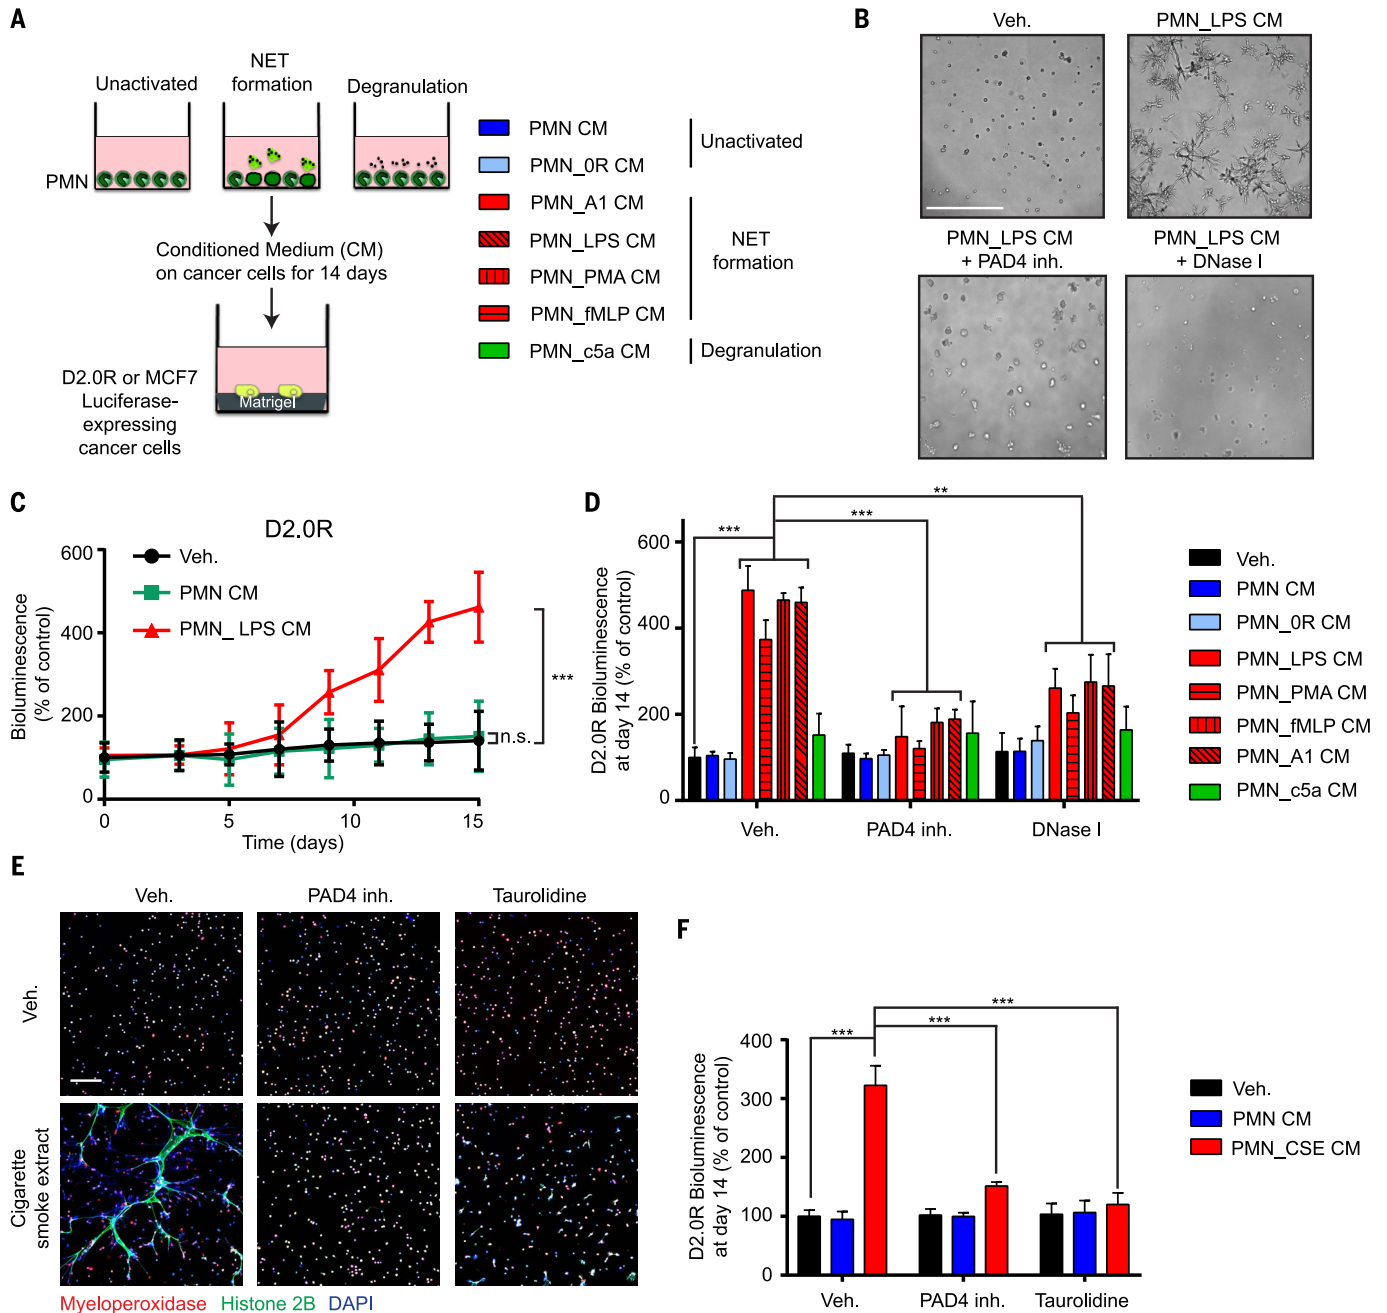 A
Unactivated
NET
formation
Degranulation
PMN
Conditioned Medium (CM)
on cancer cells for 14 days
D2.0R or MCF7
Luciferase-
expressing
cancer cells
Matrigel
PMN CM
PMN_0R CM
PMN_A1 CM
PMN_LPS CM
PMN_PMA CM
PMN_fMLP CM
PMN_c5a CM
Unactivated
NET
formation
Degranulation
B
Veh.
PMN_LPS CM
PMN_LPS CM
+ PAD4 inh.
PMN_LPS CM
+ DNase I
C
D2.0R
Bioluminescence
(% of control)
600
400
200
0
0
5
10
15
Time (days)
Veh.
PMN CM
PMN_ LPS CM
***
n.s.
D
D2.0R Bioluminescence
at day 14 (% of control)
600
400
200
0
***
***
**
Veh.
PAD4 inh.
DNase I
Veh.
PMN CM
PMN_0R CM
PMN_LPS CM
PMN_PMA CM
PMN_fMLP CM
PMN_A1 CM
PMN_c5a CM
E
Veh.
PAD4 inh.
Taurolidine
Veh.
Cigarette
smoke extract
Myeloperoxidase Histone 2B DAPI
F
D2.0R Bioluminescence
at day 14 (% of control)
400
300
200
100
0
***
***
***
Veh.
PAD4 inh.
Taurolidine
Veh.
PMN CM
PMN_CSE CM